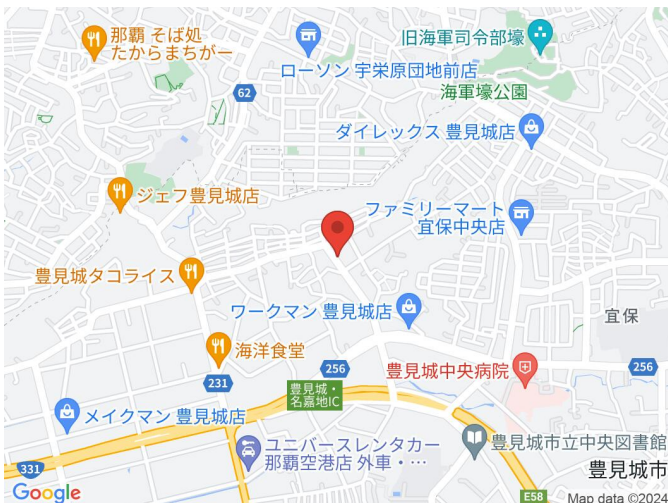 那覇 そば処
たからまちがー
ローソン 宇栄原団地前店
旧海軍司令部壕
海軍壕公園
62
ダイレックス 豊見城店
ジェフ豊見城店
ファミリーマート
宜保中央店
豊見城タコライス
ワークマン 豊見城店
宜保
海洋食堂
256
豊見城中央病院
256
231
豊見城・
名嘉地IC
メイクマン 豊見城店
ユニバースレンタカー
那覇空港店 外車・…
豊見城市立中央図書館
豊見城市
331
Google
E58
Map data ©2024